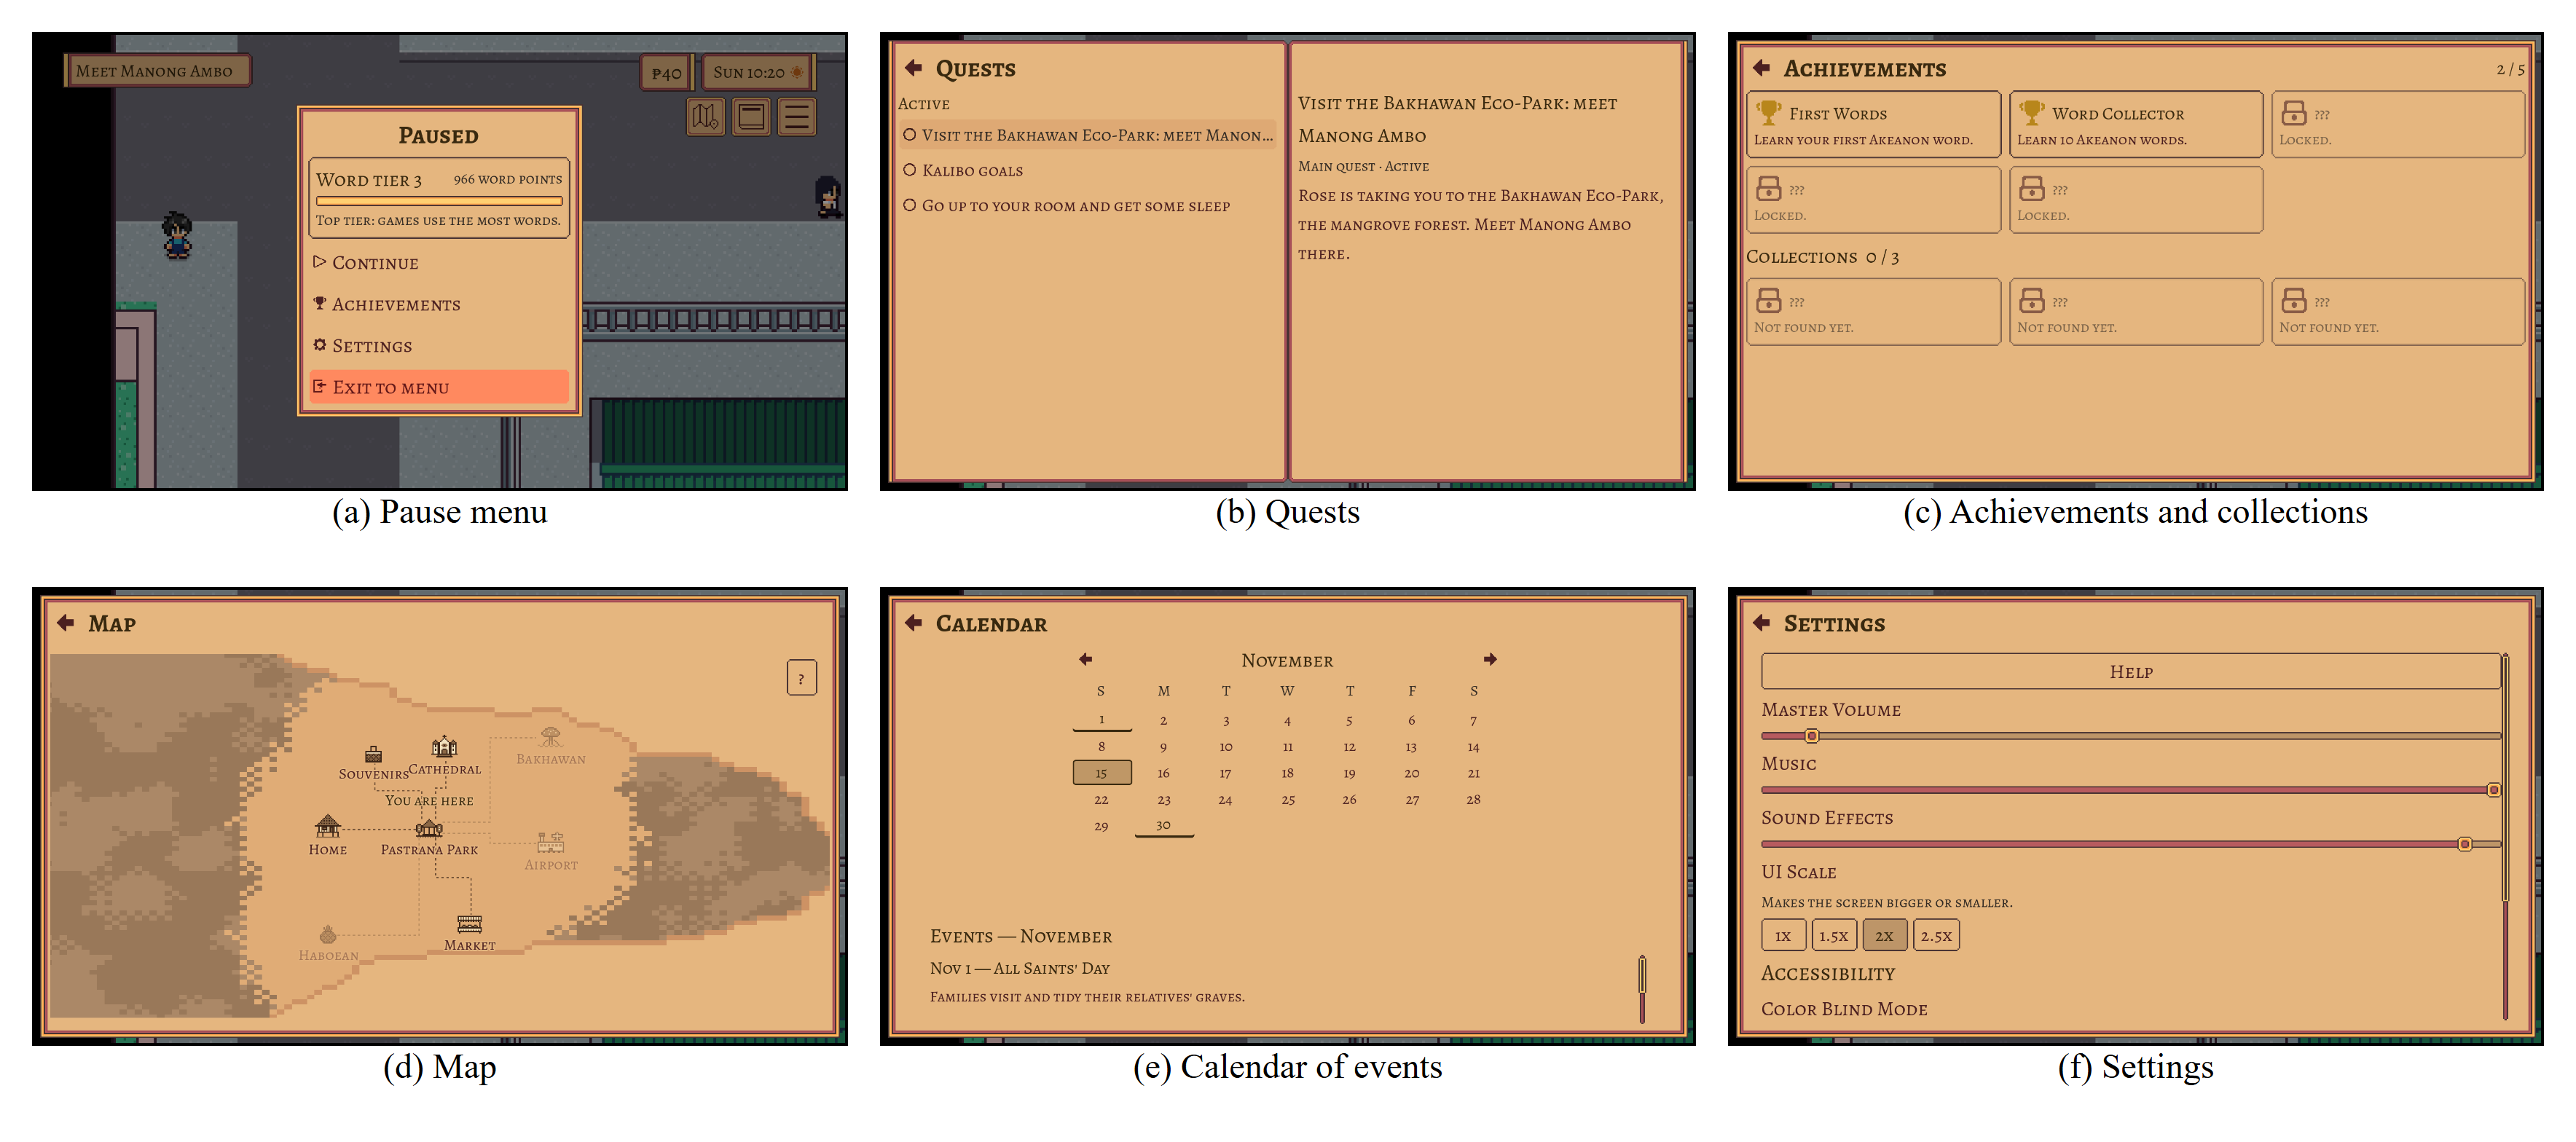 Meet Manong Ambo
₱40
Sun 10:20
Paused
Word tier 3
966 word points
Top tier: games use the most words.
Continue
Achievements
Settings
Exit to menu
(a) Pause menu
Quests
Active
Visit the Bakhawan Eco-Park: meet Manon...
Kalibo goals
Go up to your room and get some sleep
Visit the Bakhawan Eco-Park: meet
Manong Ambo
Main quest · Active
Rose is taking you to the Bakhawan Eco-Park,
the mangrove forest. Meet Manong Ambo
there.
(b) Quests
Achievements
2 / 5
First Words
Learn your first Akeanon word.
Word Collector
Learn 10 Akeanon words.
???
Locked.
???
Locked.
???
Locked.
Collections 0 / 3
???
Not found yet.
???
Not found yet.
???
Not found yet.
(c) Achievements and collections
Map
?
Souvenirs
Cathedral
Bakhawan
You are here
Home
Pastrana Park
Airport
Haboean
Market
(d) Map
Calendar
November
S M T W T F S
1 2 3 4 5 6 7
8 9 10 11 12 13 14
15 16 17 18 19 20 21
22 23 24 25 26 27 28
29 30
Events — November
Nov 1 — All Saints' Day
Families visit and tidy their relatives' graves.
(e) Calendar of events
Settings
Help
Master Volume
Music
Sound Effects
UI Scale
Makes the screen bigger or smaller.
1x 1.5x 2x 2.5x
Accessibility
Color Blind Mode
(f) Settings